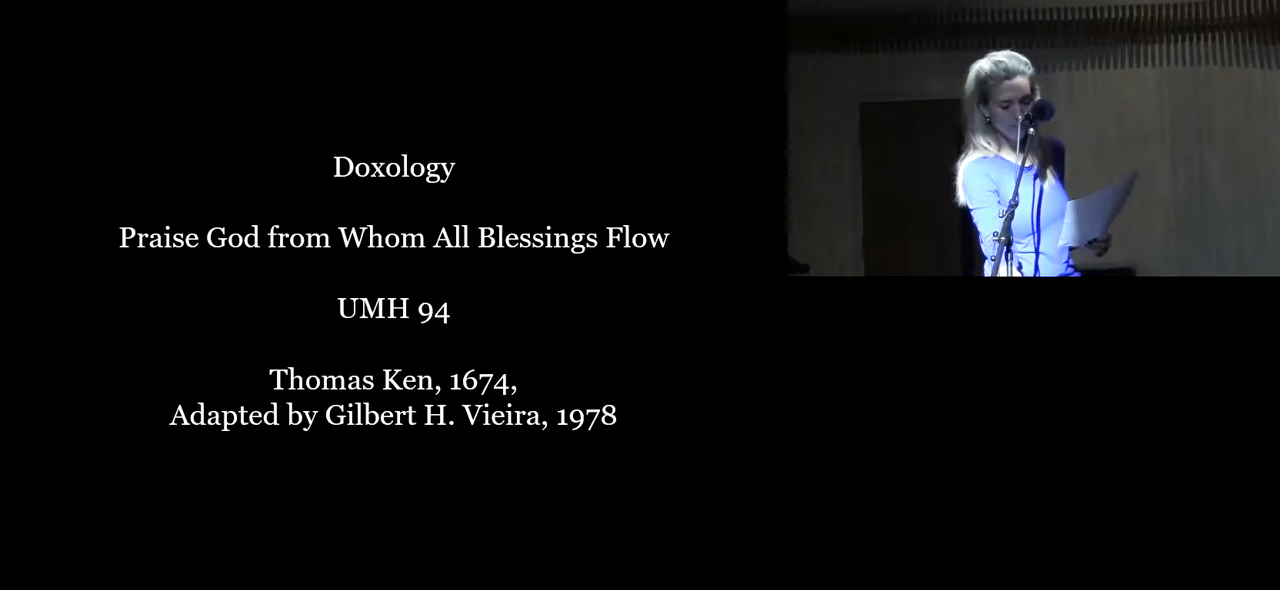 Doxology
Praise God from Whom All Blessings Flow
UMH 94
Thomas Ken, 1674,
Adapted by Gilbert H. Vieira, 1978